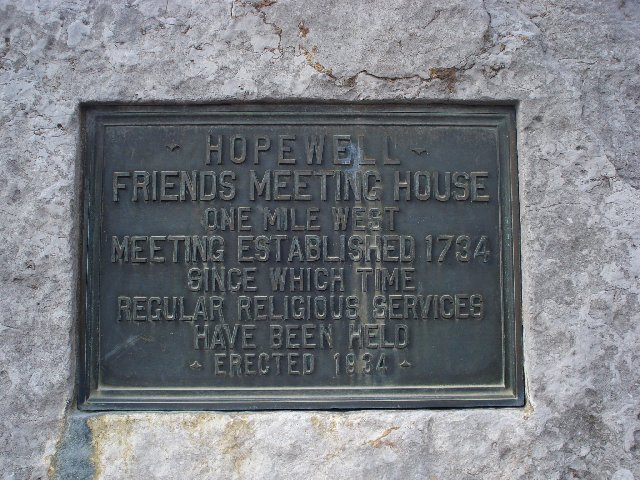 HOPEWELL
FRIENDS MEETING HOUSE
ONE MILE WEST
MEETING ESTABLISHED 1734
SINCE WHICH TIME
REGULAR RELIGIOUS SERVICES
HAVE BEEN HELD
ERECTED 1934